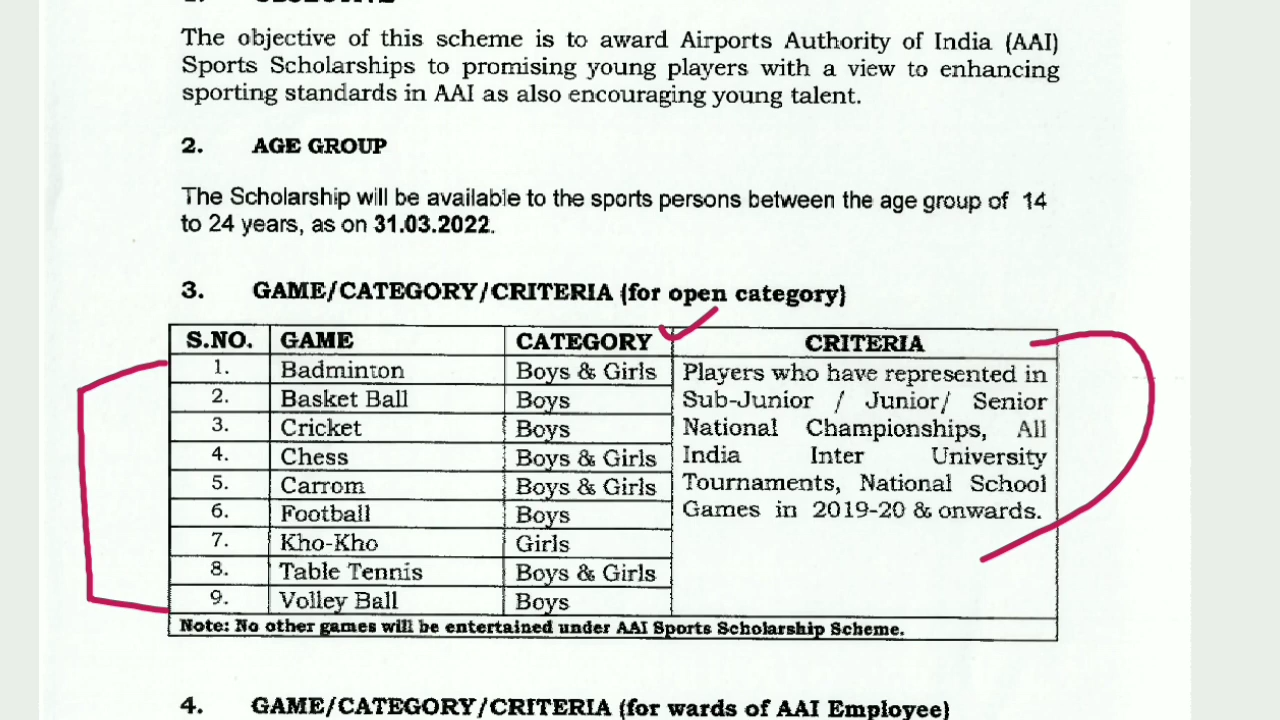 1. OBJECTIVE
The objective of this scheme is to award Airports Authority of India (AAI)
Sports Scholarships to promising young players with a view to enhancing
sporting standards in AAI as also encouraging young talent.
2. AGE GROUP
The Scholarship will be available to the sports persons between the age group of 14
to 24 years, as on 31.03.2022.
3. GAME/CATEGORY/CRITERIA (for open category)
S.NO. GAME CATEGORY CRITERIA
1. Badminton Boys & Girls Players who have represented in
2. Basket Ball Boys Sub-Junior / Junior/ Senior
3. Cricket Boys National Championships, All
4. Chess Boys & Girls India Inter University
5. Carrom Boys & Girls Tournaments, National School
6. Football Boys Games in 2019-20 & onwards.
7. Kho-Kho Girls
8. Table Tennis Boys & Girls
9. Volley Ball Boys
Note: No other games will be entertained under AAI Sports Scholarship Scheme.
4. GAME/CATEGORY/CRITERIA (for wards of AAI Employee)